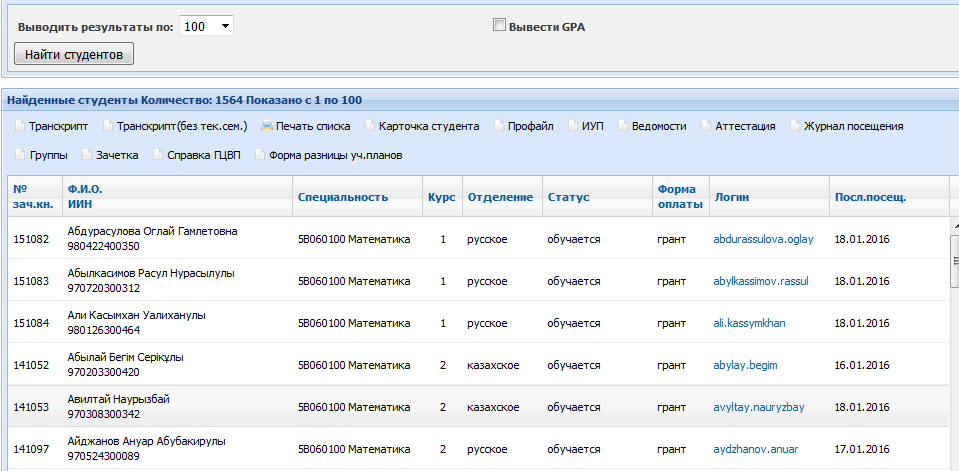 Выводить результаты по: 100 Вывести GPA
Найти студентов
Найденные студенты Количество: 1564 Показано с 1 по 100
Транскрипт Транскрипт(без тек.сем.) Печать списка Карточка студента Профайл ИУП Ведомости Аттестация Журнал посещения
Группы Зачетка Справка ГЦВП Форма разницы уч.планов
№ зач.кн. Ф.И.О. ИИН Специальность Курс Отделение Статус Форма оплаты Логин Посл.посещ.
151082 Абдурасулова Оглай Гамлетовна 980422400350 5В060100 Математика 1 русское обучается грант abdurassulova.oglay 18.01.2016
151083 Абылкасимов Расул Нурасылулы 970720300312 5В060100 Математика 1 русское обучается грант abylkassimov.rassul 18.01.2016
151084 Али Касымхан Уалиханулы 980126300464 5В060100 Математика 1 русское обучается грант ali.kassymkhan 18.01.2016
141052 Абылай Бегім Серіқұлы 970203300420 5В060100 Математика 2 казахское обучается грант abylay.begim 16.01.2016
141053 Авилтай Наурызбай 970308300342 5В060100 Математика 2 казахское обучается грант avyltay.nauryzbay 18.01.2016
141097 Айджанов Ануар Абубакирулы 970524300089 5В060100 Математика 2 русское обучается грант aydzhanov.anuar 17.01.2016